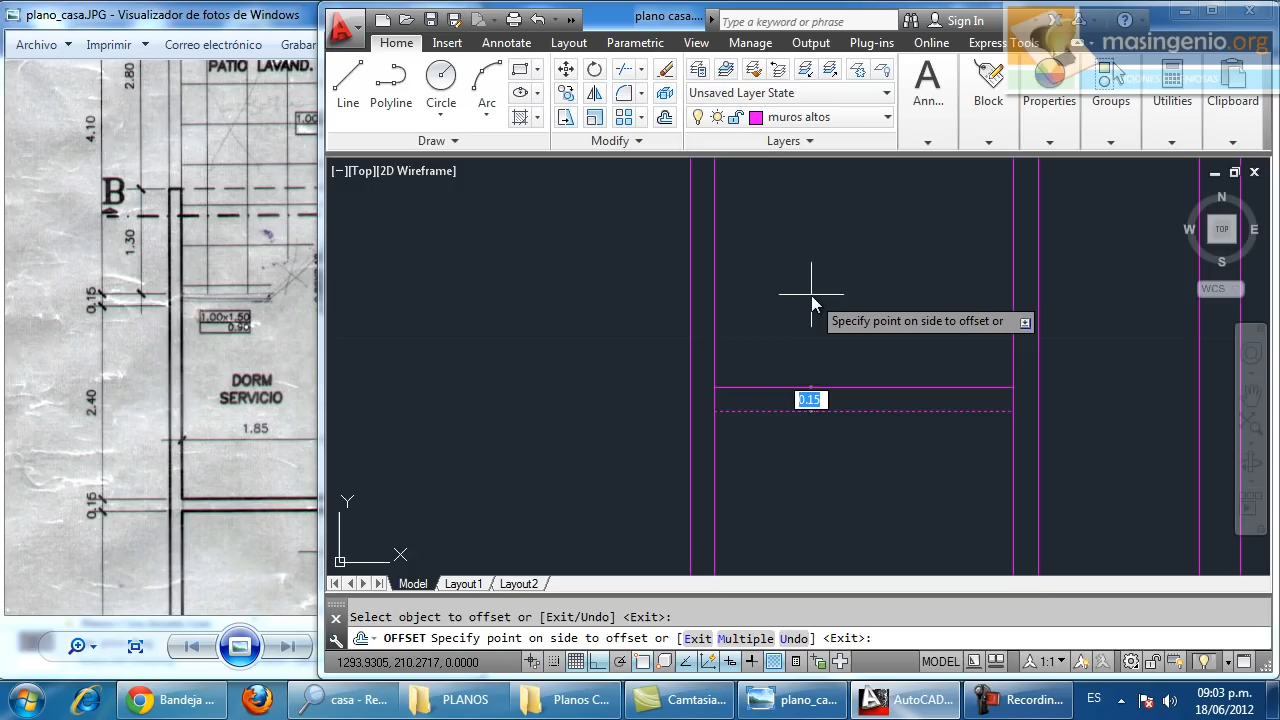 plano_casa.JPG - Visualizador de fotos de Windows
Archivo
Imprimir
Correo electrónico
Grabar
PATIO LAVAND.
2.80
4.10
1.00
B
1.30
0.15
1.00x1.50
0.90
DORM
SERVICIO
2.40
1.85
0.15
plano casa....
Type a keyword or phrase
Sign In
Home
Insert
Annotate
Layout
Parametric
View
Manage
Output
Plug-ins
Online
Express Tools
masingenio.org
Line
Polyline
Circle
Arc
Unsaved Layer State
muros altos
Ann...
Block
Properties
Groups
Utilities
Clipboard
Draw
Modify
Layers
[−][Top][2D Wireframe]
N
W
TOP
E
S
WCS
Specify point on side to offset or
0.15
Y
X
Model
Layout1
Layout2
Select object to offset or [Exit/Undo] <Exit>:
OFFSET Specify point on side to offset or [Exit Multiple Undo] <Exit>:
1293.9305, 210.2717, 0.0000
MODEL
1:1
Bandeja ...
casa - Re...
PLANOS
Planos C...
Camtasia...
plano_ca...
AutoCAD...
Recordin...
ES
09:03 p.m.
18/06/2012